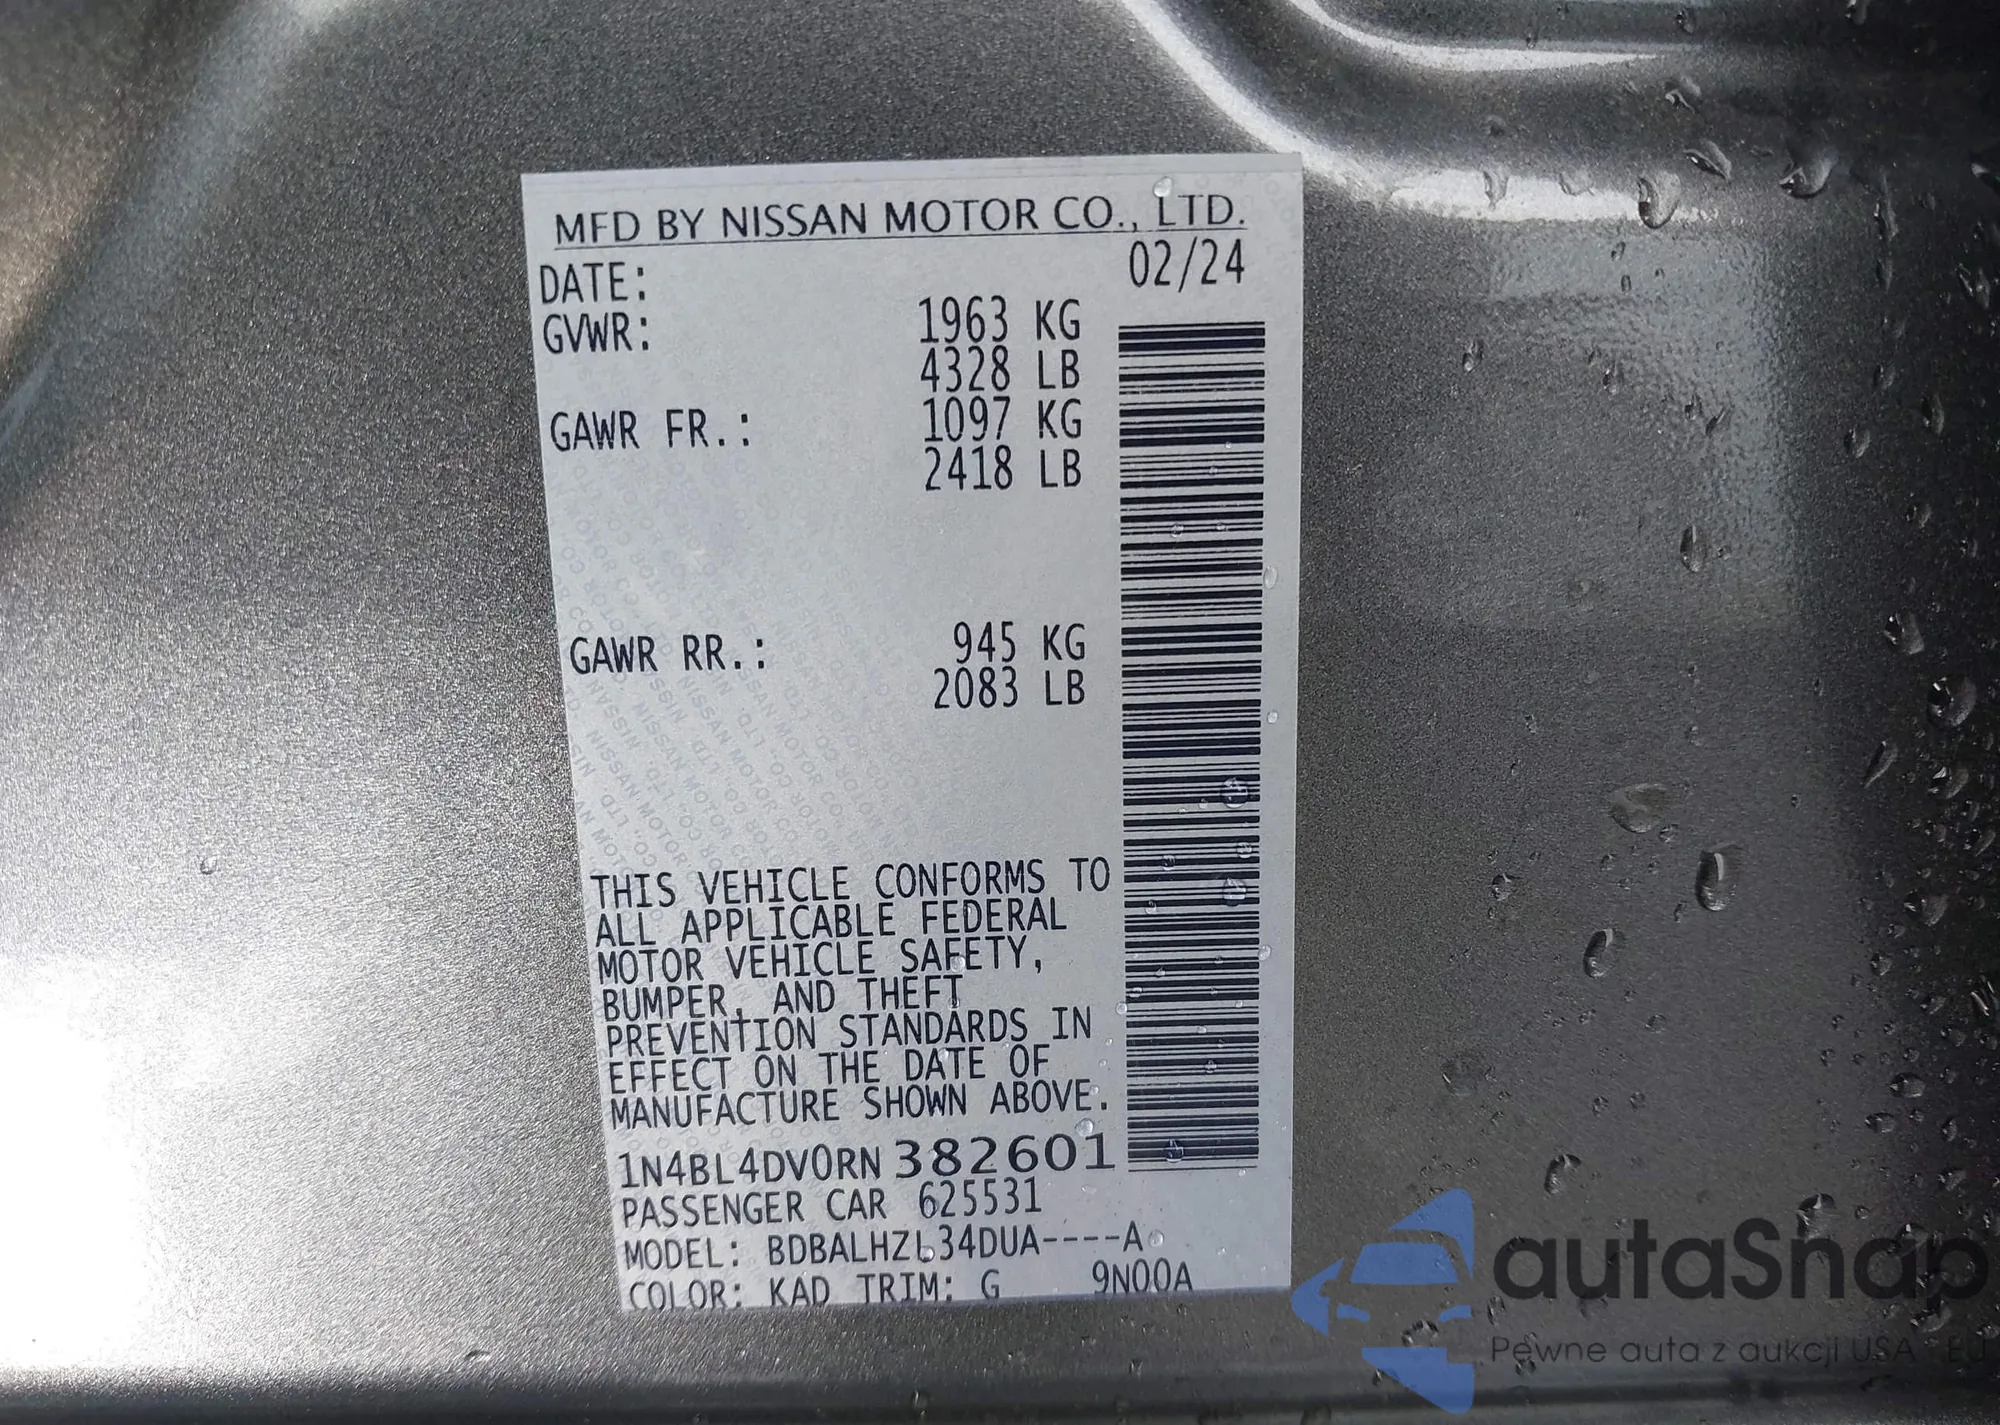 MFD BY NISSAN MOTOR CO., LTD.
DATE: 02/24
GVWR: 1963 KG
4328 LB
GAWR FR.: 1097 KG
2418 LB
GAWR RR.: 945 KG
2083 LB
THIS VEHICLE CONFORMS TO
ALL APPLICABLE FEDERAL
MOTOR VEHICLE SAFETY,
BUMPER, AND THEFT
PREVENTION STANDARDS IN
EFFECT ON THE DATE OF
MANUFACTURE SHOWN ABOVE.
1N4BL4DV0RN382601
PASSENGER CAR 625531
MODEL: BDBALHZL34DUA----A
COLOR: KAD TRIM: G 9N00A
autoSnap
Pewne auta z aukcji USA - EU